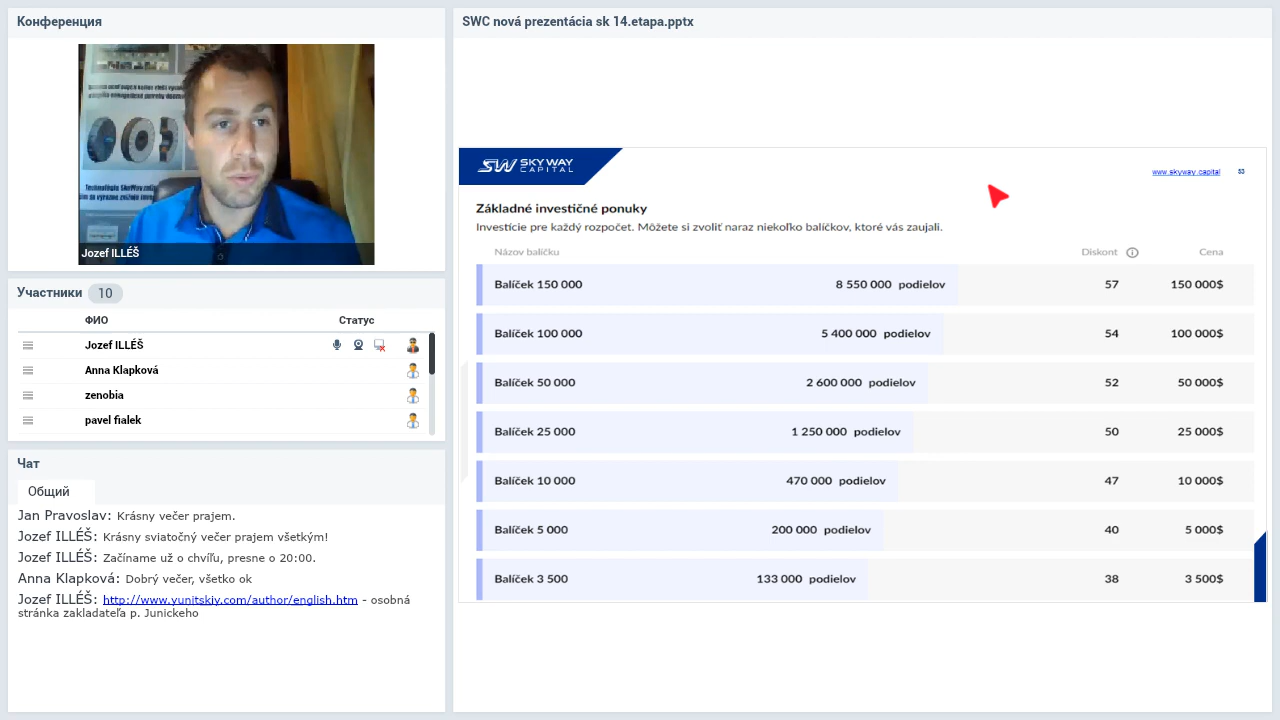 Конференция
Jozef ILLÉŠ
Участники 10
ФИО Статус
Jozef ILLÉŠ
Anna Klapková
zenobia
pavel fialek
Чат
Общий
Jan Pravoslav: Krásny večer prajem.
Jozef ILLÉŠ: Krásny sviatočný večer prajem všetkým!
Jozef ILLÉŠ: Začíname už o chvíľu, presne o 20:00.
Anna Klapková: Dobrý večer, všetko ok
Jozef ILLÉŠ: http://www.yunitskiy.com/author/english.htm - osobná
stránka zakladateľa p. Junickeho
SWC nová prezentácia sk 14.etapa.pptx
SW SKY WAY
CAPITAL
www.skyway.capital 53
Základné investičné ponuky
Investície pre každý rozpočet. Môžete si zvoliť naraz niekoľko balíčkov, ktoré vás zaujali.
Názov balíčku Diskont Cena
Balíček 150 000 8 550 000 podielov 57 150 000$
Balíček 100 000 5 400 000 podielov 54 100 000$
Balíček 50 000 2 600 000 podielov 52 50 000$
Balíček 25 000 1 250 000 podielov 50 25 000$
Balíček 10 000 470 000 podielov 47 10 000$
Balíček 5 000 200 000 podielov 40 5 000$
Balíček 3 500 133 000 podielov 38 3 500$